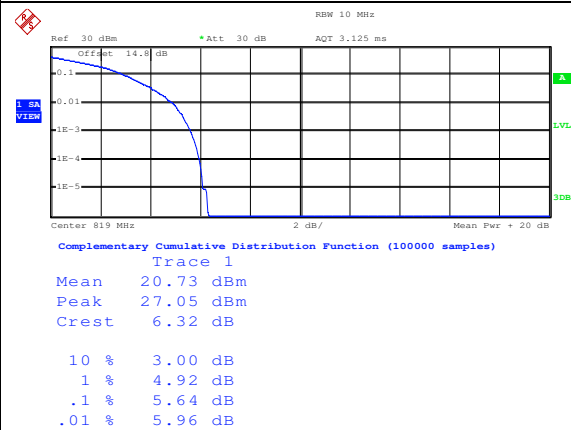 R S
RBW 10 MHz
Ref 30 dBm *Att 30 dB AQT 3.125 ms
Offset 14.8 dB
0.1
A
0.01
1 SA
VIEW
1E-3
LVL
1E-4
1E-5
3DB
Center 819 MHz 2 dB/ Mean Pwr + 20 dB
Complementary Cumulative Distribution Function (100000 samples)
Trace 1
Mean 20.73 dBm
Peak 27.05 dBm
Crest 6.32 dB
10 % 3.00 dB
1 % 4.92 dB
.1 % 5.64 dB
.01 % 5.96 dB